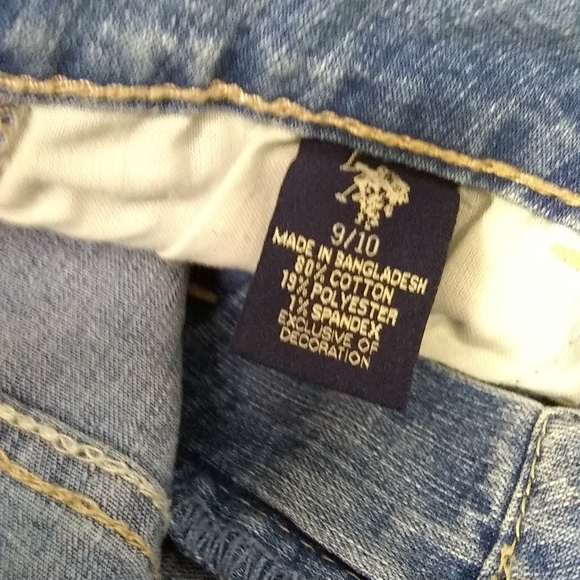 9/10
MADE IN BANGLADESH
80% COTTON
19% POLYESTER
1% SPANDEX
EXCLUSIVE OF
DECORATION